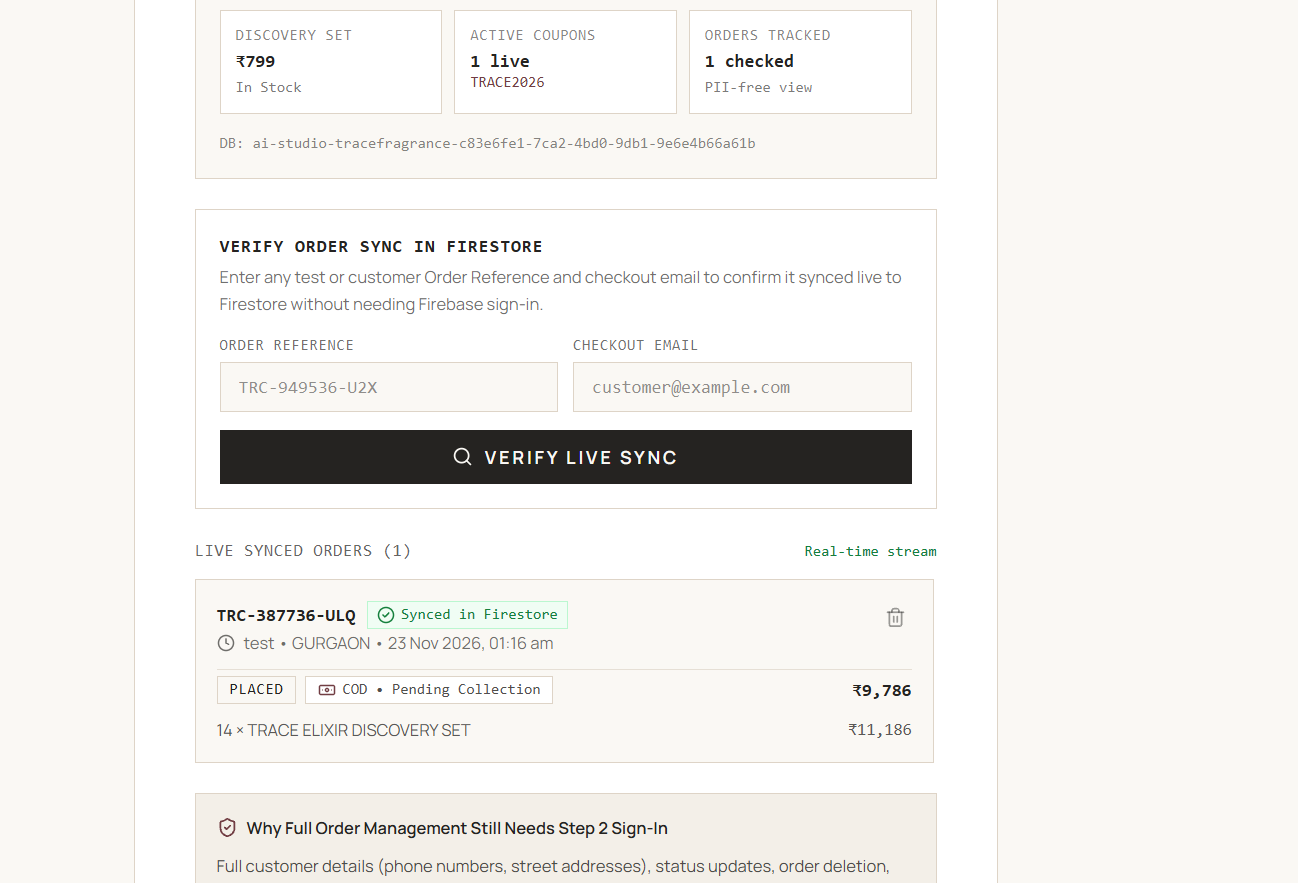 DISCOVERY SET
₹799
In Stock
ACTIVE COUPONS
1 live
TRACE2026
ORDERS TRACKED
1 checked
PII-free view
DB: ai-studio-tracefragrance-c83e6fe1-7ca2-4bd0-9db1-9e6e4b66a61b
VERIFY ORDER SYNC IN FIRESTORE
Enter any test or customer Order Reference and checkout email to confirm it synced live to
Firestore without needing Firebase sign-in.
ORDER REFERENCE
CHECKOUT EMAIL
TRC-949536-U2X
customer@example.com
VERIFY LIVE SYNC
LIVE SYNCED ORDERS (1)
Real-time stream
TRC-387736-ULQ
Synced in Firestore
test • GURGAON • 23 Nov 2026, 01:16 am
PLACED
COD • Pending Collection
₹9,786
14 × TRACE ELIXIR DISCOVERY SET
₹11,186
Why Full Order Management Still Needs Step 2 Sign-In
Full customer details (phone numbers, street addresses), status updates, order deletion,